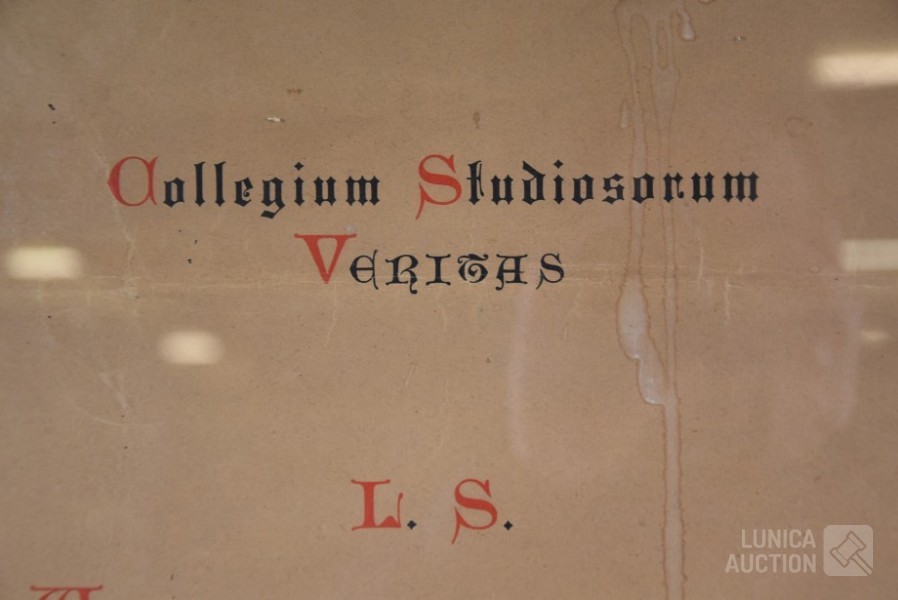 Collegium Studiosorum
VERITAS
L. S.
LUNICA
AUCTION